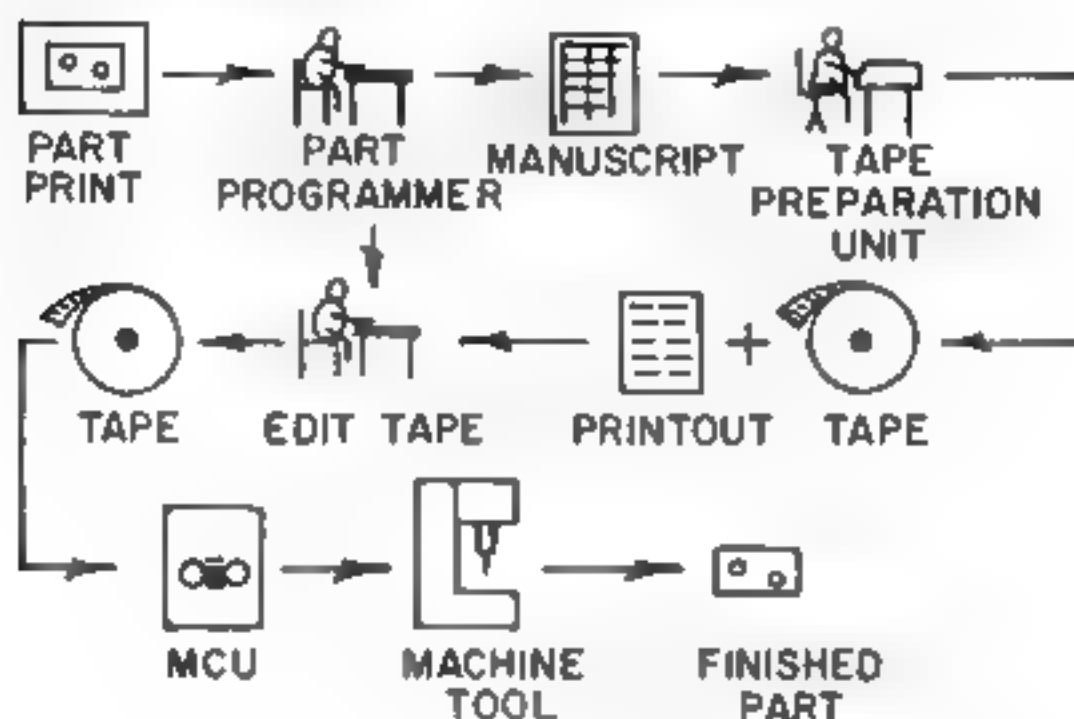 PART
PRINT
PART
PROGRAMMER
MANUSCRIPT
TAPE
PREPARATION
UNIT
TAPE
EDIT TAPE
PRINTOUT
+
TAPE
MCU
MACHINE
TOOL
FINISHED
PART